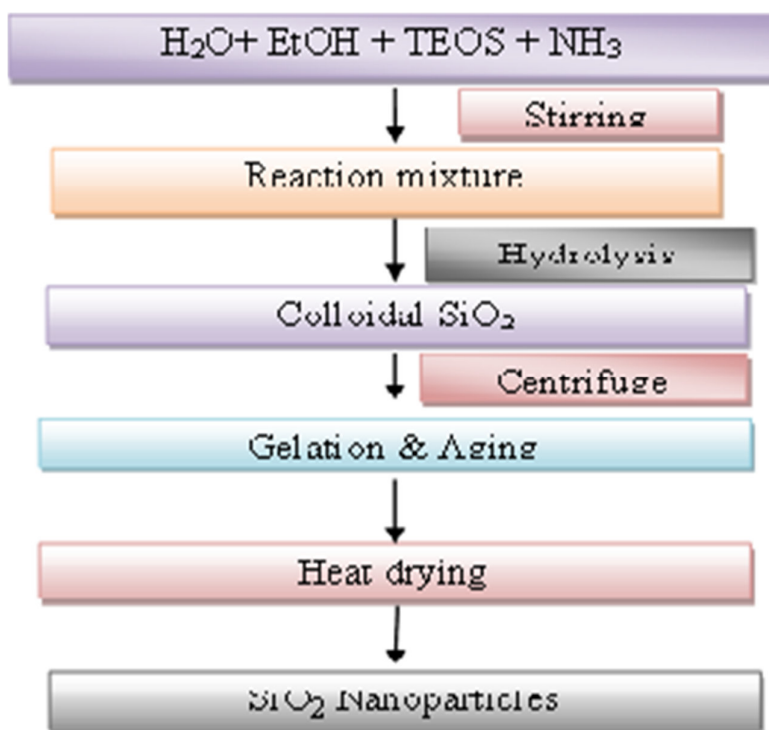 H₂O+ EtOH + TEOS + NH₃
Stirring
Reaction mixture
Hydrolysis
Colloidal SiO₂
Centrifuge
Gelation & Aging
Heat drying
SiO₂ Nanoparticles